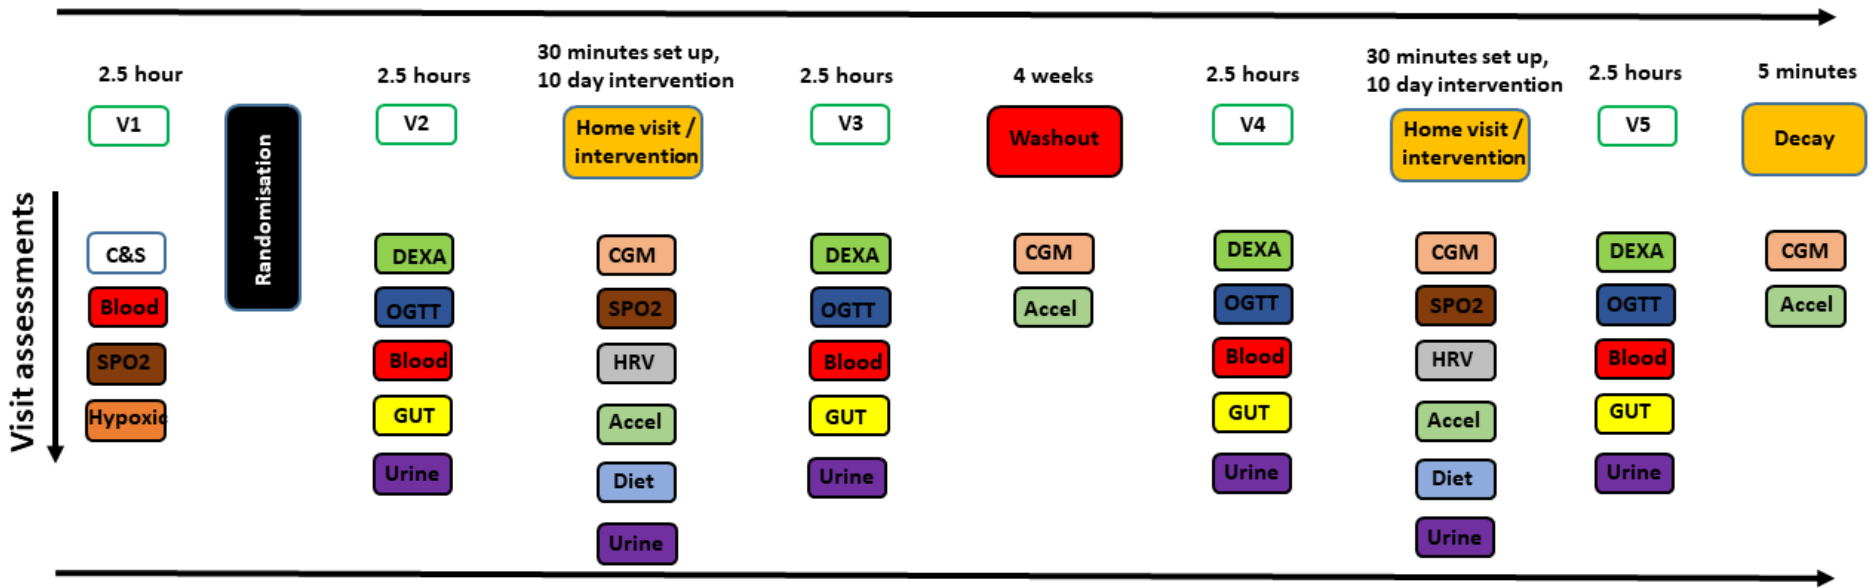 2.5 hour
V1
C&S
Blood
SPO2
Hypoxic
Visit assessments
Randomisation
2.5 hours
V2
DEXA
OGTT
Blood
GUT
Urine
30 minutes set up,
10 day intervention
Home visit /
intervention
CGM
SPO2
HRV
Accel
Diet
Urine
2.5 hours
V3
DEXA
OGTT
Blood
GUT
Urine
4 weeks
Washout
CGM
Accel
2.5 hours
V4
DEXA
OGTT
Blood
GUT
Urine
30 minutes set up,
10 day intervention
Home visit /
intervention
CGM
SPO2
HRV
Accel
Diet
Urine
2.5 hours
V5
DEXA
OGTT
Blood
GUT
Urine
5 minutes
Decay
CGM
Accel